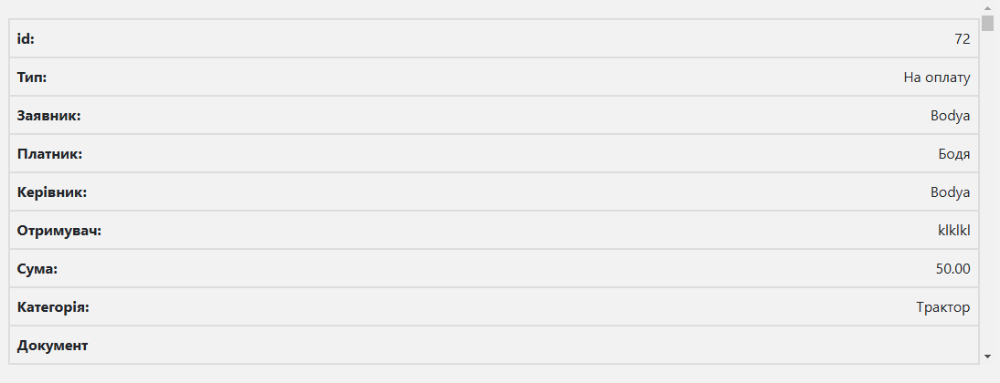 id: 72
Тип: На оплату
Заявник: Bodya
Платник: Бодя
Керівник: Bodya
Отримувач: klklkl
Сума: 50.00
Категорія: Трактор
Документ